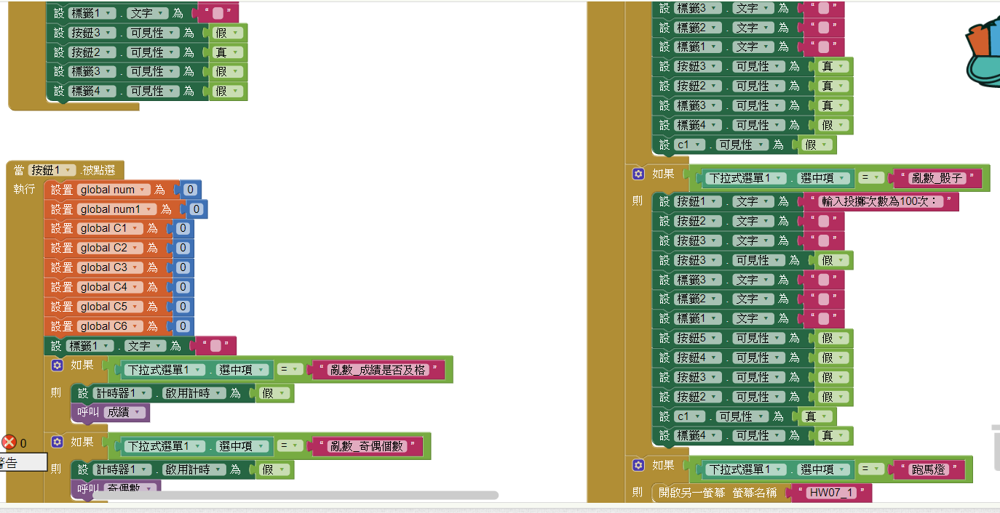 設 標籤1 . 文字 為 “ ”
設 按鈕3 . 可見性 為 假
設 按鈕2 . 可見性 為 真
設 標籤3 . 可見性 為 假
設 標籤4 . 可見性 為 假
當 按鈕1 .被點選
執行 設置 global num 為 0
設置 global num1 為 0
設置 global C1 為 0
設置 global C2 為 0
設置 global C3 為 0
設置 global C4 為 0
設置 global C5 為 0
設置 global C6 為 0
設 標籤1 . 文字 為 “ ”
如果 下拉式選單1 . 選中項 = “ 亂數_成績是否及格 ”
則 設 計時器1 . 啟用計時 為 假
呼叫 成績
如果 下拉式選單1 . 選中項 = “ 亂數_奇偶個數 ”
則 設 計時器1 . 啟用計時 為 假
呼叫 奇偶數
0
警告
設 標籤3 . 文字 為 “ ”
設 標籤2 . 文字 為 “ ”
設 標籤1 . 文字 為 “ ”
設 按鈕3 . 可見性 為 真
設 按鈕2 . 可見性 為 真
設 標籤3 . 可見性 為 真
設 標籤4 . 可見性 為 假
設 c1 . 可見性 為 假
如果 下拉式選單1 . 選中項 = “ 亂數_骰子 ”
則 設 按鈕1 . 文字 為 “ 輸入投擲次數為100次： ”
設 按鈕2 . 文字 為 “ ”
設 按鈕3 . 文字 為 “ ”
設 按鈕3 . 可見性 為 假
設 標籤3 . 文字 為 “ ”
設 標籤2 . 文字 為 “ ”
設 標籤1 . 文字 為 “ ”
設 按鈕5 . 可見性 為 假
設 按鈕4 . 可見性 為 假
設 按鈕3 . 可見性 為 假
設 按鈕2 . 可見性 為 假
設 c1 . 可見性 為 真
設 標籤4 . 可見性 為 真
如果 下拉式選單1 . 選中項 = “ 跑馬燈 ”
則 開啟另一螢幕 螢幕名稱 “ HW07_1 ”